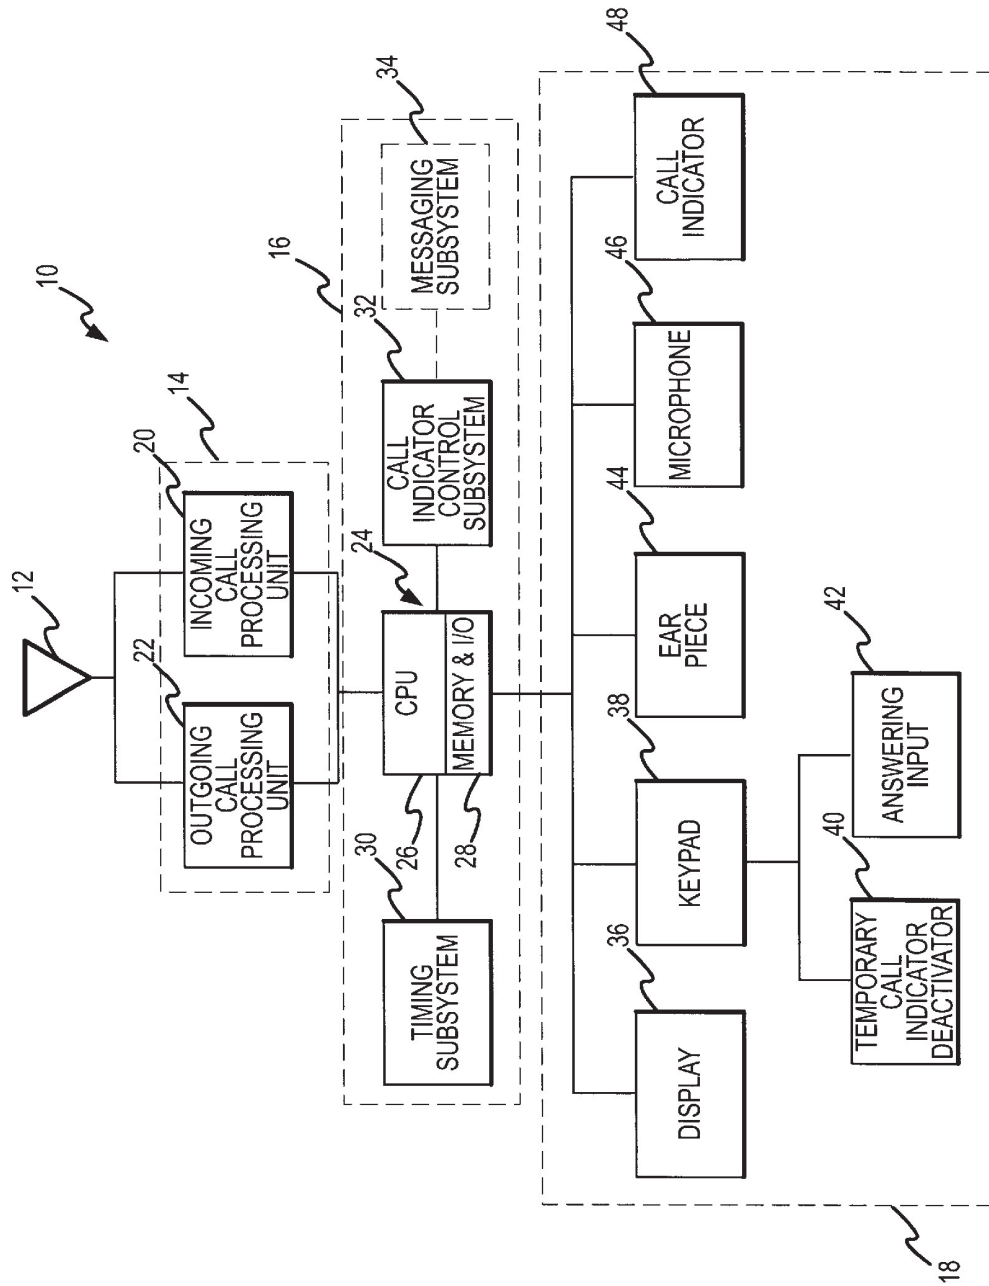 10
12
14
22
OUTGOING
CALL
PROCESSING
UNIT
20
INCOMING
CALL
PROCESSING
UNIT
16
30
TIMING
SUBSYSTEM
24
26
CPU
28
MEMORY & I/O
32
CALL
INDICATOR
CONTROL
SUBSYSTEM
34
MESSAGING
SUBSYSTEM
18
36
DISPLAY
38
KEYPAD
44
EAR
PIECE
46
MICROPHONE
48
CALL
INDICATOR
40
TEMPORARY
CALL
INDICATOR
DEACTIVATOR
42
ANSWERING
INPUT